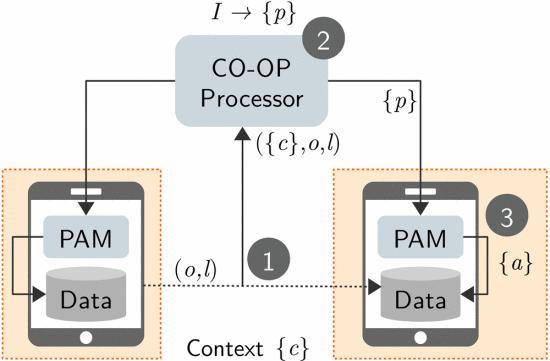 I → {p}
2
CO-OP
Processor
{p}
({c},o,l)
3
PAM
PAM
(o,l)
1
{a}
Data
Data
Context {c}